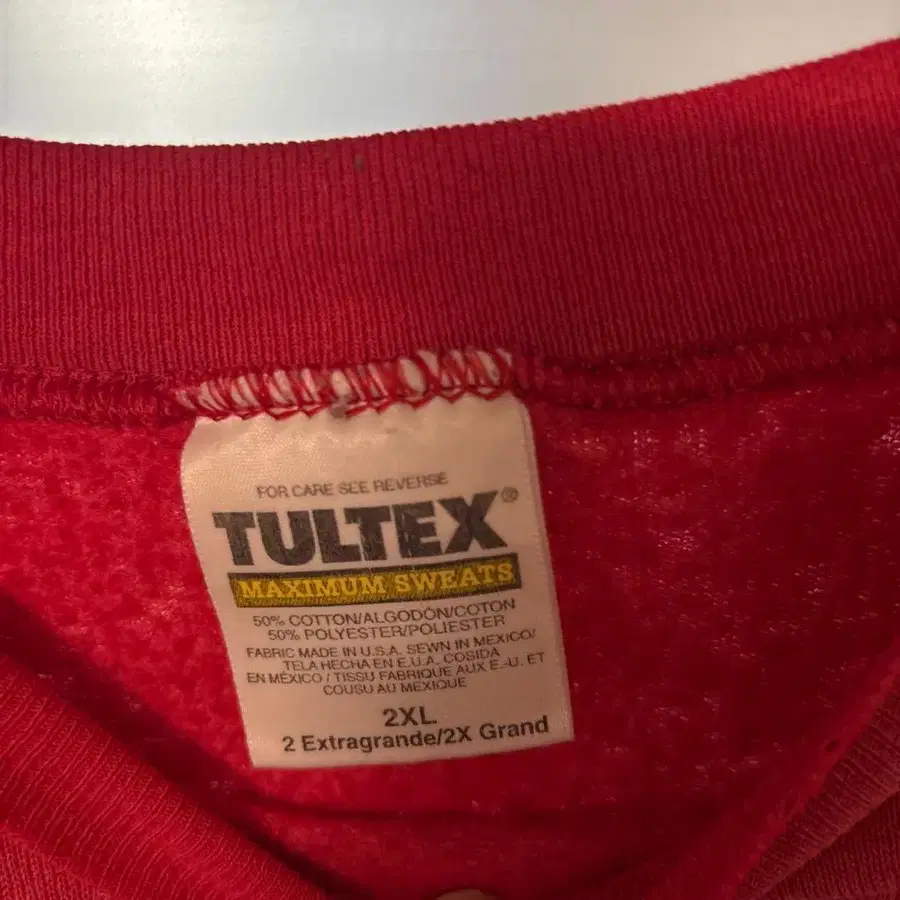 FOR CARE SEE REVERSE
TULTEX®
MAXIMUM SWEATS
50% COTTON/ALGODÓN/COTON
50% POLYESTER/POLIESTER
FABRIC MADE IN U.S.A. SEWN IN MEXICO/
TELA HECHA EN E.U.A. COSIDA
EN MÉXICO / TISSU FABRIQUE AUX E.-U. ET
COUSU AU MEXIQUE
2XL
2 Extragrande/2X Grand